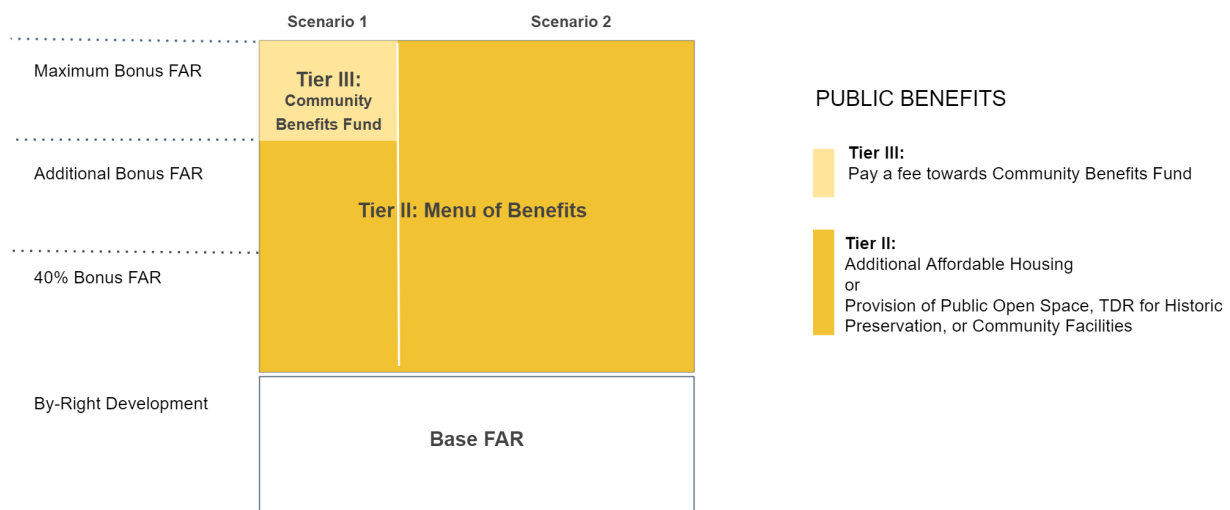 Scenario 1
Scenario 2
Maximum Bonus FAR
Tier III:
Community
Benefits Fund
Additional Bonus FAR
Tier II: Menu of Benefits
40% Bonus FAR
By-Right Development
Base FAR
PUBLIC BENEFITS
Tier III:
Pay a fee towards Community Benefits Fund
Tier II:
Additional Affordable Housing
or
Provision of Public Open Space, TDR for Historic
Preservation, or Community Facilities